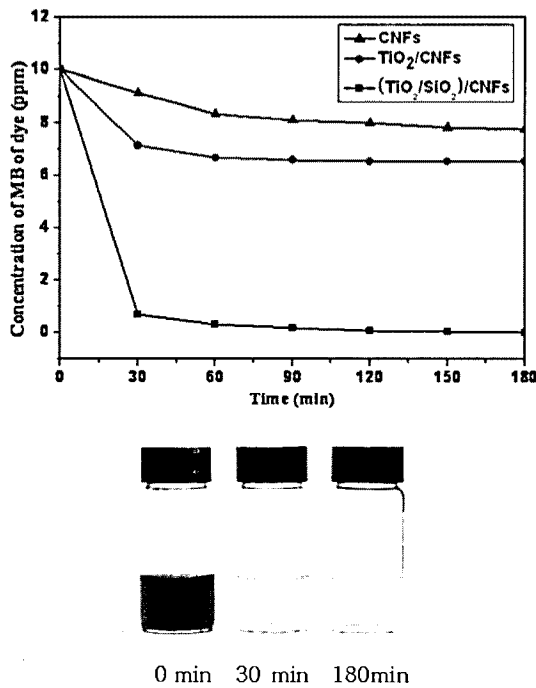 CNFs
TiO2/CNFs
(TiO2/SiO2)/CNFs
Concentration of MB of dye (ppm)
12
10
8
6
4
2
0
0 30 60 90 120 150 180
Time (min)
0 min 30 min 180min